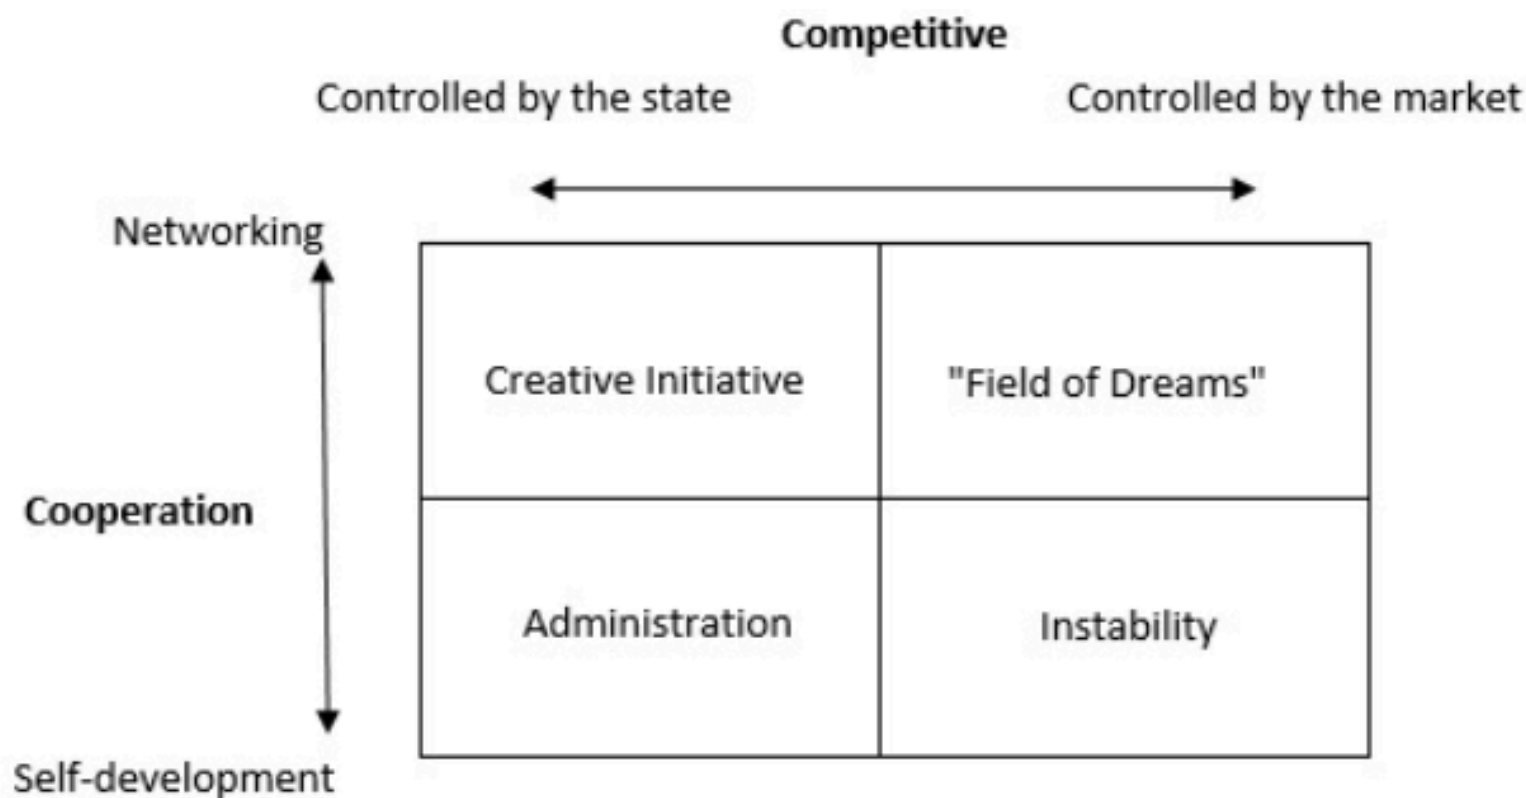 Competitive
Controlled by the state Controlled by the market
Networking
Creative Initiative "Field of Dreams"
Cooperation
Administration Instability
Self-development